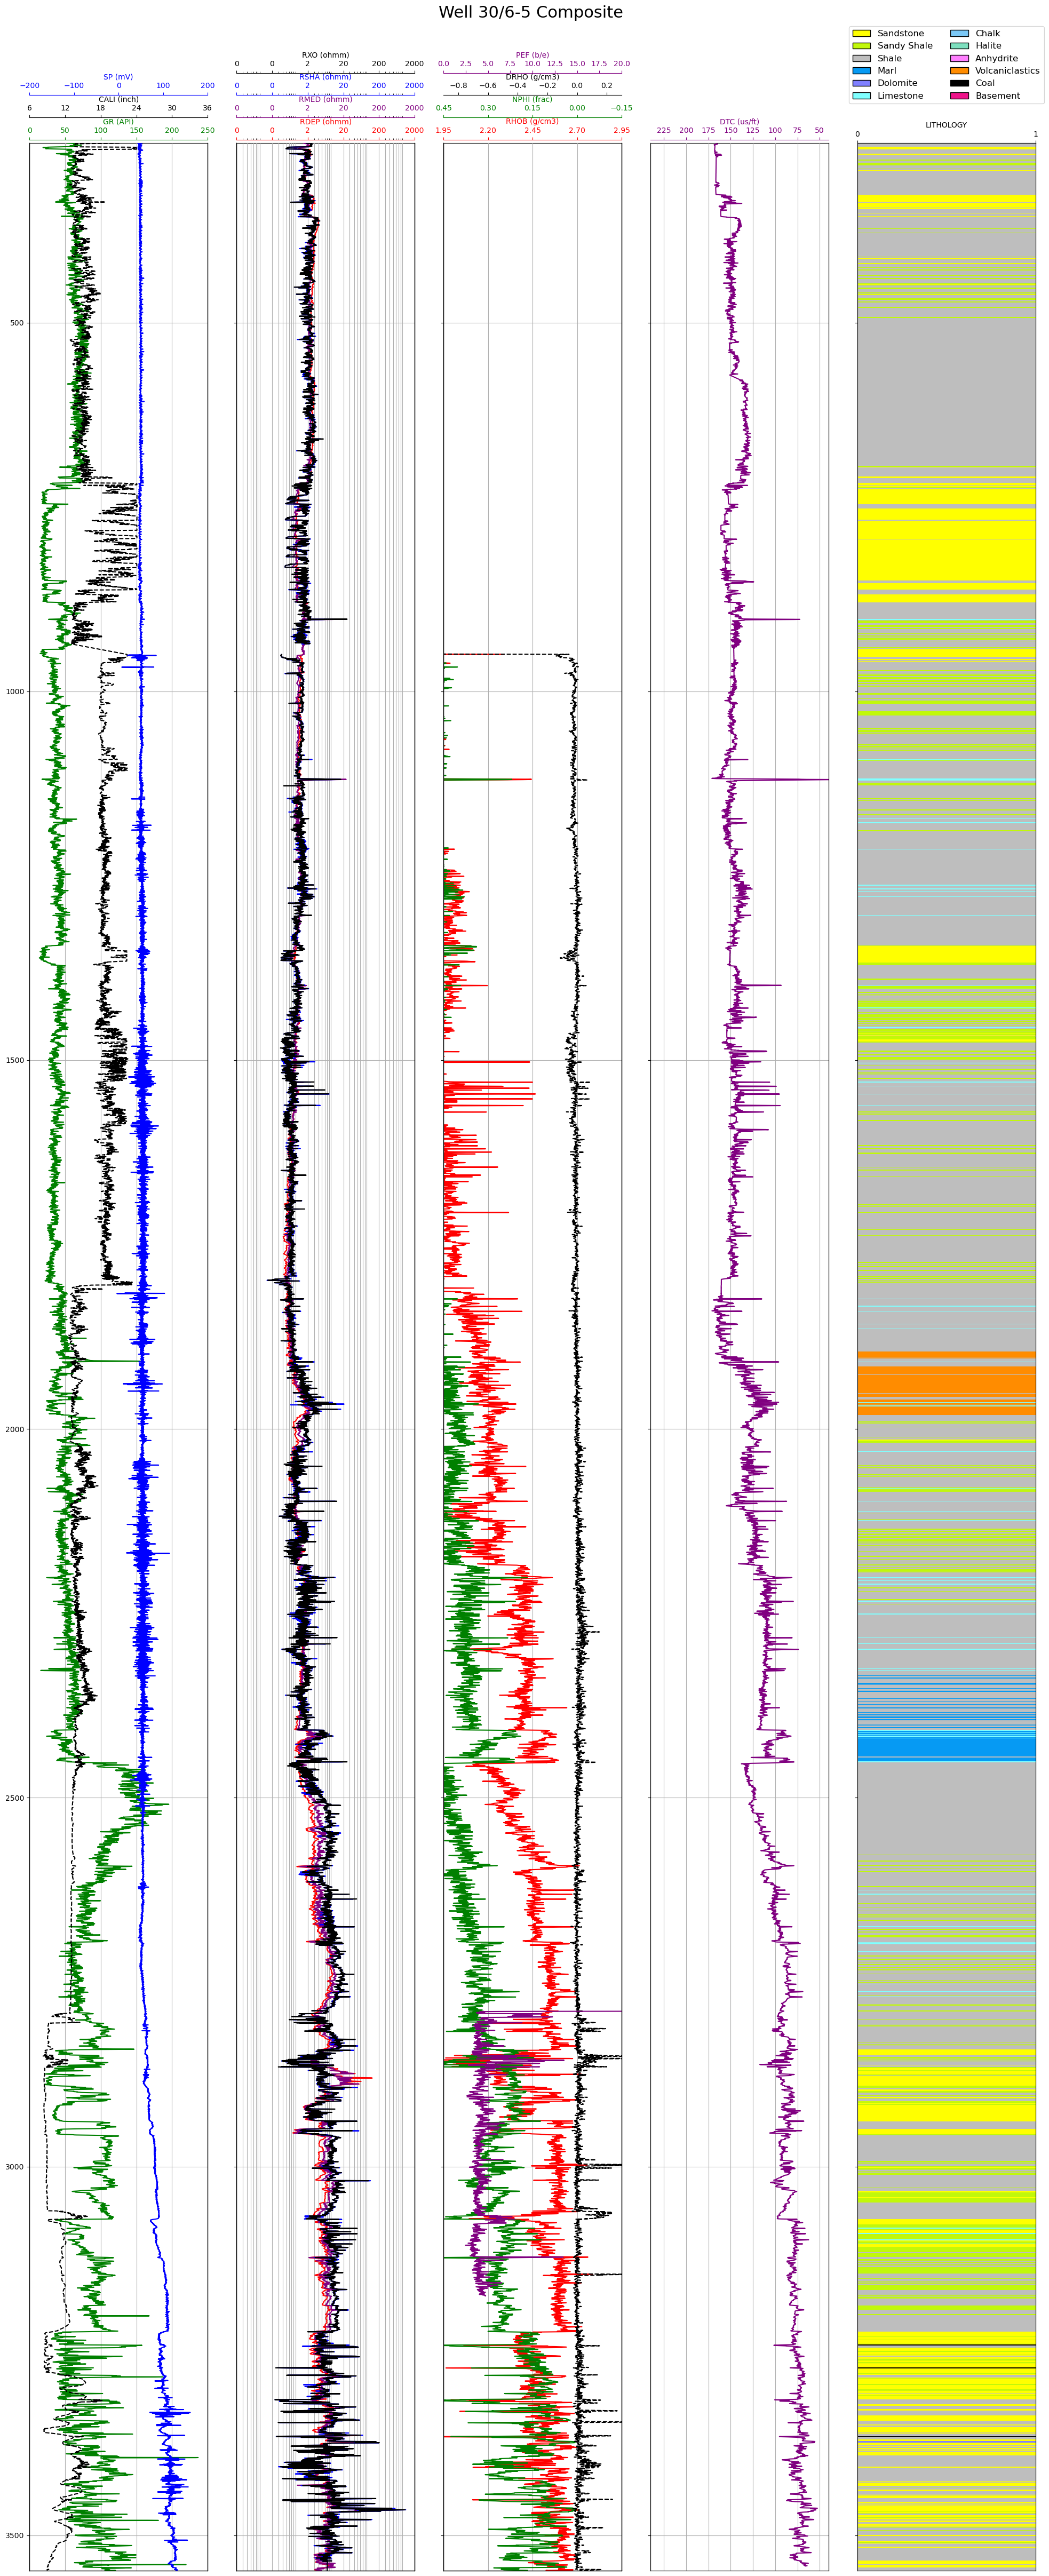 Well 30/6-5 Composite
Sandstone Chalk
Sandy Shale Halite
Shale Anhydrite
Marl Volcaniclastics
Dolomite Coal
Limestone Basement
RXO (ohmm) PEF (b/e)
0 0 2 20 200 2000 0.0 2.5 5.0 7.5 10.0 12.5 15.0 17.5 20.0
SP (mV) RSHA (ohmm) DRHO (g/cm3)
−200 −100 0 100 200 0 0 2 20 200 2000 −0.8 −0.6 −0.4 −0.2 0.0 0.2
CALI (inch) RMED (ohmm) NPHI (frac)
6 12 18 24 30 36 0 0 2 20 200 2000 0.45 0.30 0.15 0.00 −0.15
GR (API) RDEP (ohmm) RHOB (g/cm3) DTC (us/ft) LITHOLOGY
0 50 100 150 200 250 0 0 2 20 200 2000 1.95 2.20 2.45 2.70 2.95 225 200 175 150 125 100 75 50 0 1
500
1000
1500
2000
2500
3000
3500